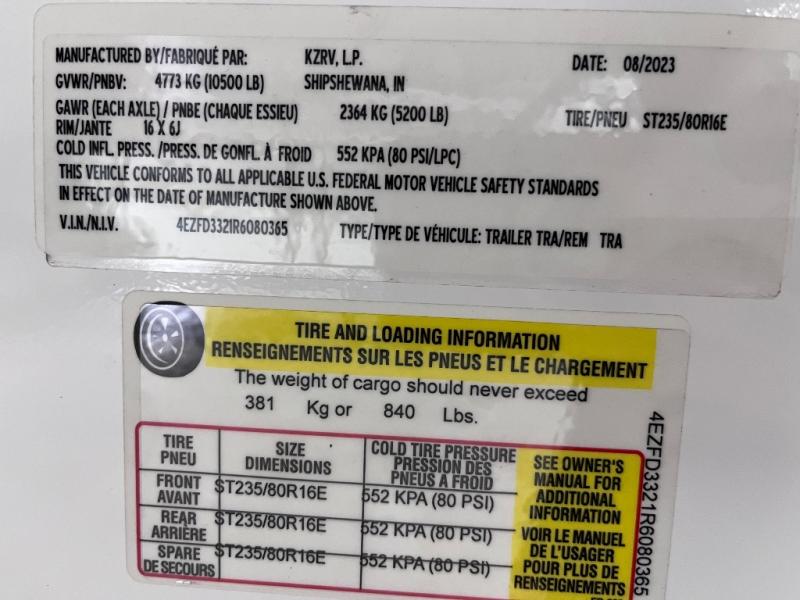 MANUFACTURED BY/FABRIQUÉ PAR: KZRV, L.P. DATE: 08/2023
GVWR/PNBV: 4773 KG (10500 LB) SHIPSHEWANA, IN
GAWR (EACH AXLE) / PNBE (CHAQUE ESSIEU) 2364 KG (5200 LB) TIRE/PNEU ST235/80R16E
RIM/JANTE 16 X 6J
COLD INFL. PRESS. /PRESS. DE GONFL. À FROID 552 KPA (80 PSI/LPC)
THIS VEHICLE CONFORMS TO ALL APPLICABLE U.S. FEDERAL MOTOR VEHICLE SAFETY STANDARDS
IN EFFECT ON THE DATE OF MANUFACTURE SHOWN ABOVE.
V.I.N./N.I.V. 4EZFD3321R6080365 TYPE/TYPE DE VÉHICULE: TRAILER TRA/REM TRA
TIRE AND LOADING INFORMATION
RENSEIGNEMENTS SUR LES PNEUS ET LE CHARGEMENT
The weight of cargo should never exceed
381 Kg or 840 Lbs.
TIRE
PNEU
SIZE
DIMENSIONS
COLD TIRE PRESSURE
PRESSION DES
PNEUS A FROID
FRONT
AVANT
ST235/80R16E
552 KPA (80 PSI)
REAR
ARRIÈRE
ST235/80R16E
552 KPA (80 PSI)
SPARE
DE SECOURS
ST235/80R16E
552 KPA (80 PSI)
SEE OWNER'S
MANUAL FOR
ADDITIONAL
INFORMATION
VOIR LE MANUEL
DE L'USAGER
POUR PLUS DE
RENSEIGNEMENTS
4EZFD3321R6080365